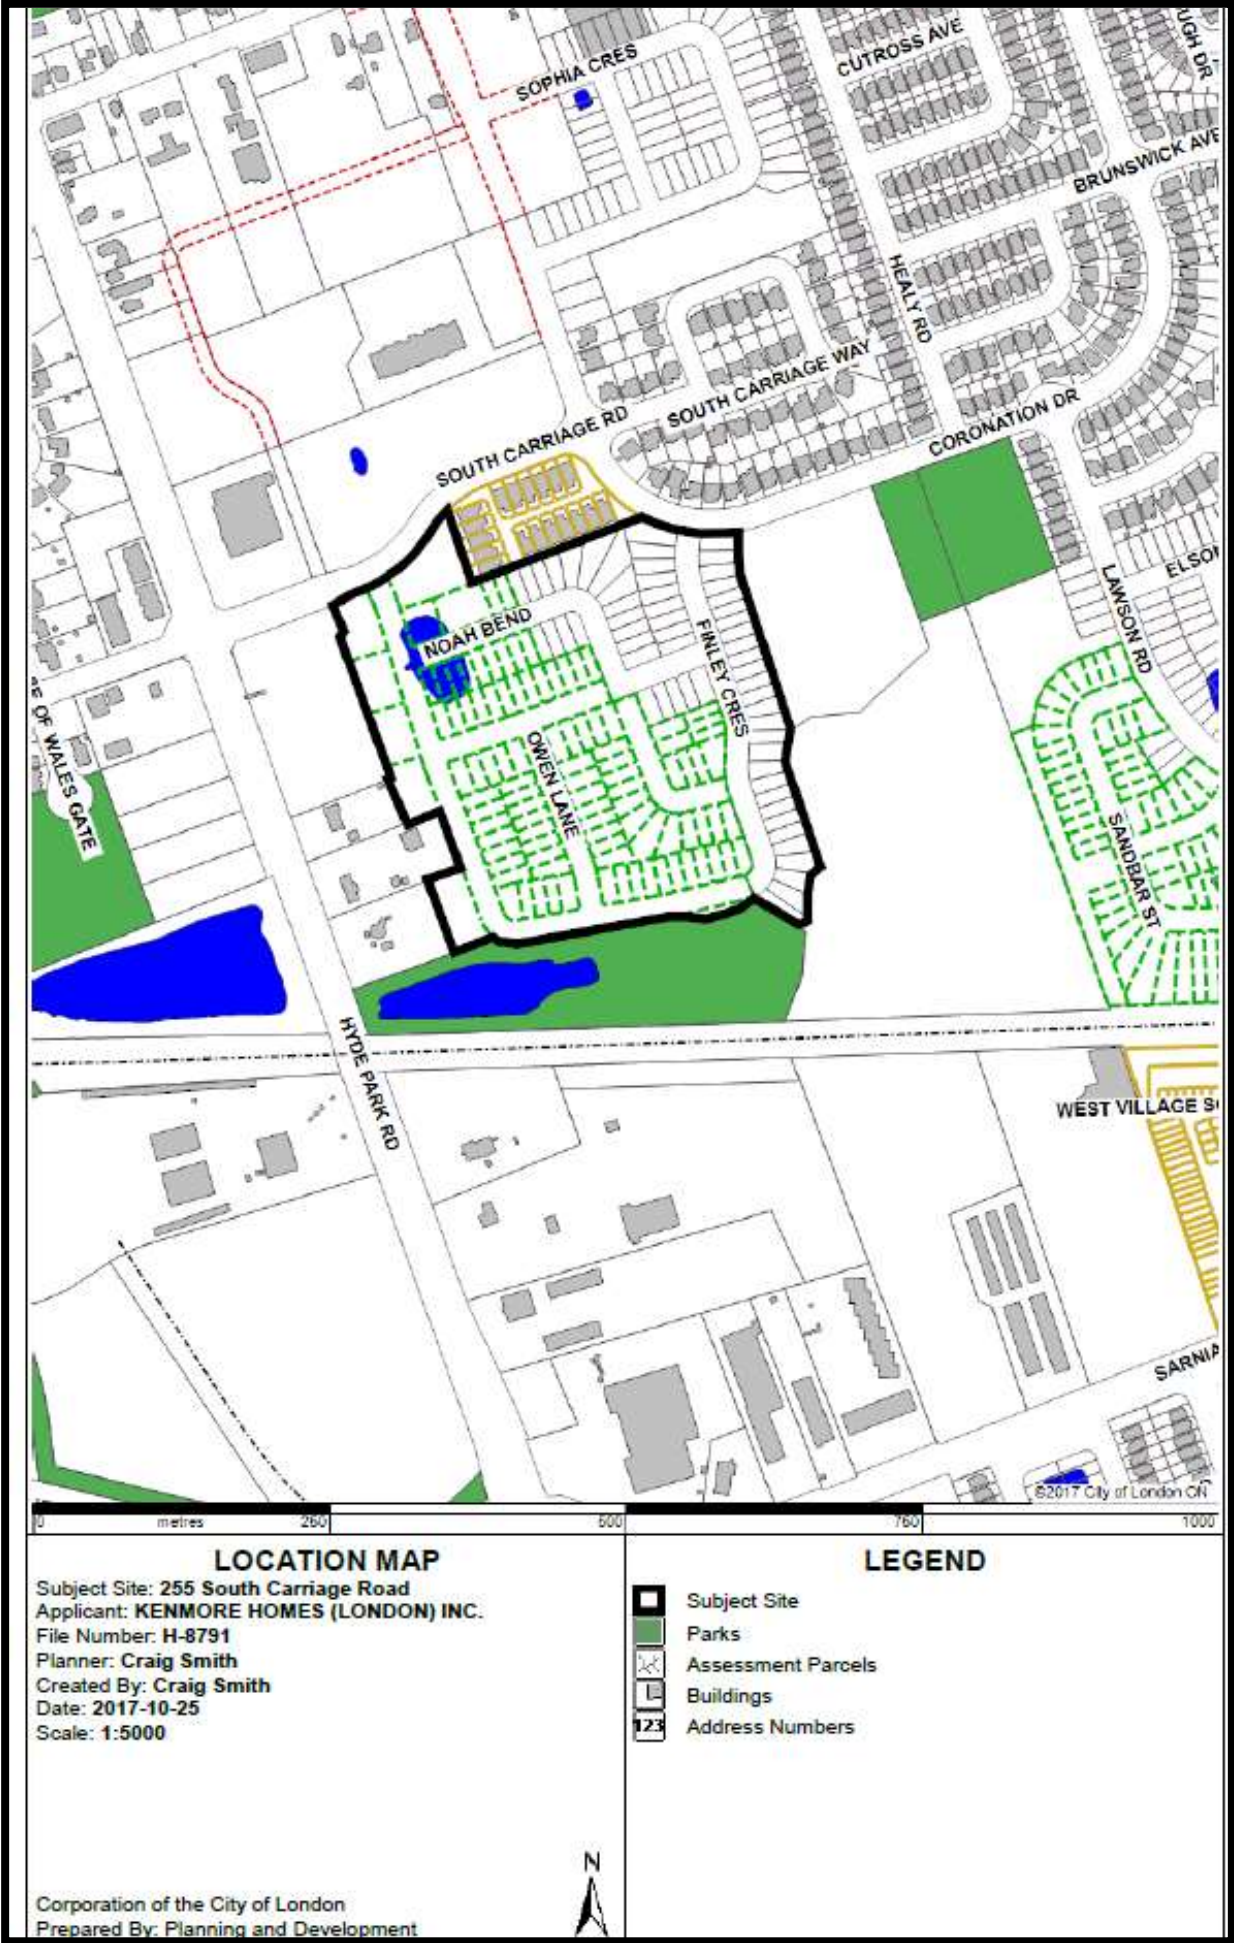 SOPHIA CRES
CUTROSS AVE
UGH DR
BRUNSWICK AVE
HEALY RD
SOUTH CARRIAGE WAY
SOUTH CARRIAGE RD
CORONATION DR
ELSO
LAWSON RD
NOAH BEND
FINLEY CRES
OWEN LANE
OF WALES GATE
SANDBAR ST
HYDE PARK RD
WEST VILLAGE S
SARNIA
©2017 City of London ON
0 metres 250 500 750 1000
LOCATION MAP
Subject Site: 255 South Carriage Road
Applicant: KENMORE HOMES (LONDON) INC.
File Number: H-8791
Planner: Craig Smith
Created By: Craig Smith
Date: 2017-10-25
Scale: 1:5000
N
Corporation of the City of London
Prepared By: Planning and Development
LEGEND
Subject Site
Parks
Assessment Parcels
Buildings
123 Address Numbers